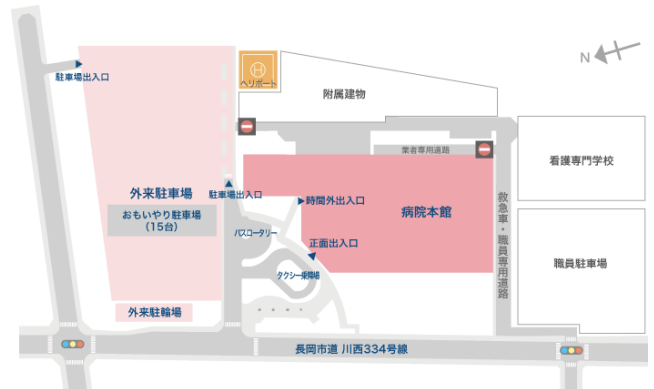 H
ヘリポート
N
駐車場出入口
附属建物
業者専用道路
看護専門学校
外来駐車場
駐車場出入口
おもいやり駐車場
（15台）
時間外出入口
病院本館
救急車・職員専用道路
バスロータリー
正面出入口
タクシー乗降場
職員駐車場
外来駐輪場
長岡市道 川西334号線